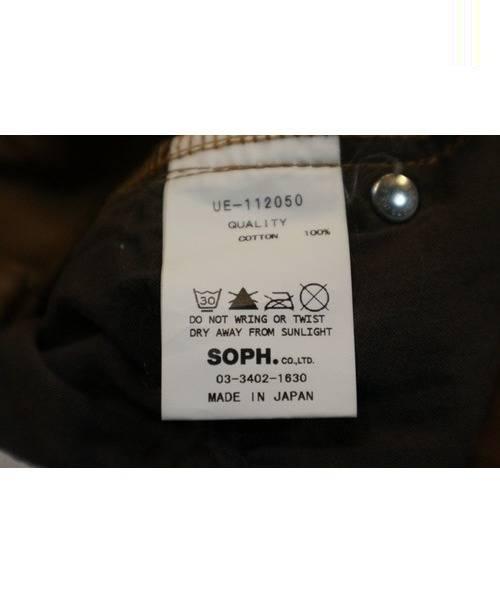 UE-112050
QUALITY
COTTON 100%
30
DO NOT WRING OR TWIST
DRY AWAY FROM SUNLIGHT
SOPH. CO.,LTD.
03-3402-1630
MADE IN JAPAN